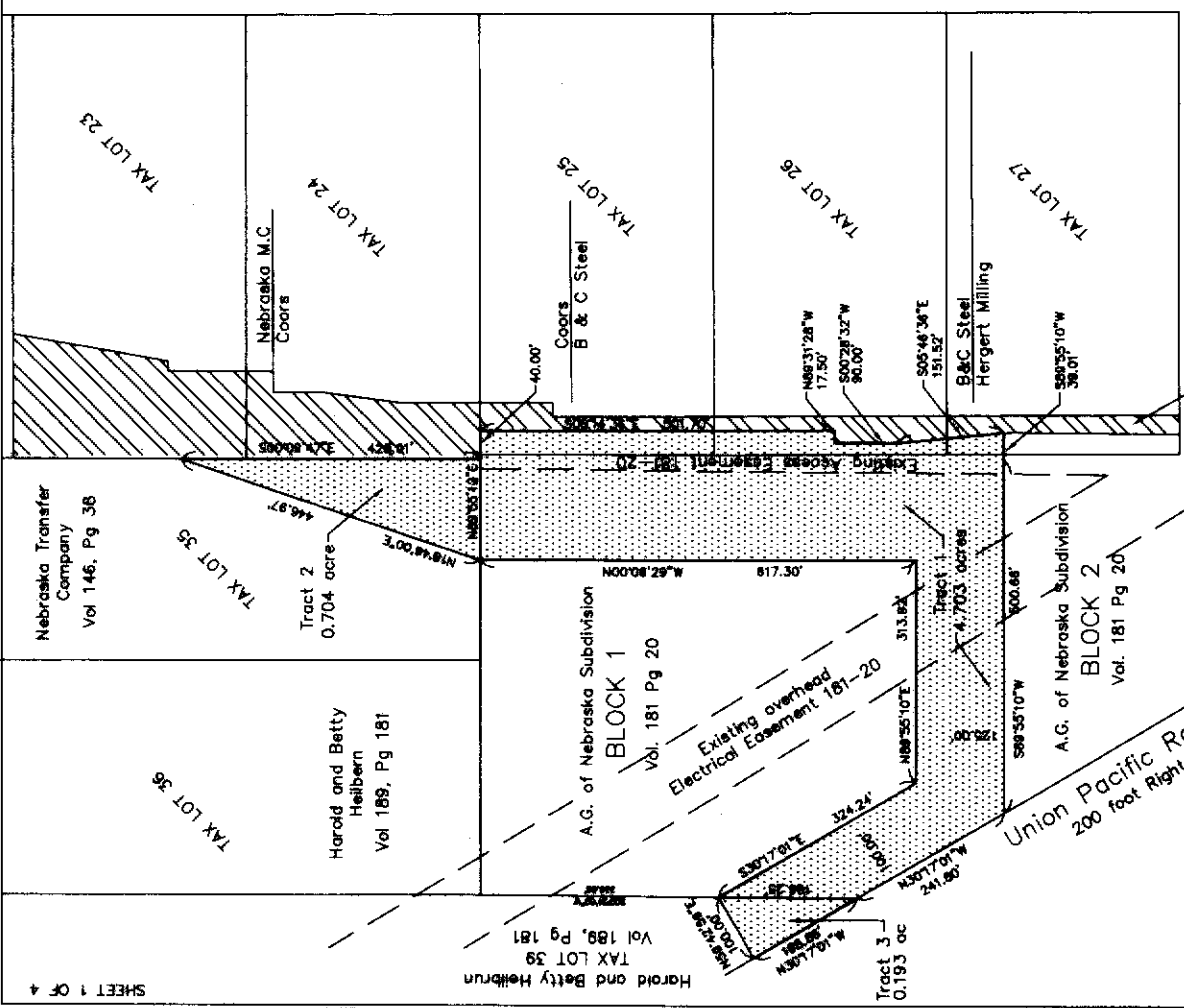 TAX LOT 23
TAX LOT 24
TAX LOT 25
TAX LOT 26
TAX LOT 27
Nebraska M.C
Coors
Coors
B & C Steel
B&C Steel
Hergert Milling
40.00'
N89°31'28"W
17.50'
S00°28'32"W
90.00'
S05°46'36"E
151.52'
S89°55'10"W
39.01'
Nebraska Transfer
Company
Vol 146, Pg 38
TAX LOT 35
446.97'
N18°48'00"E
Tract 2
0.704 acre
N89°55'10"E
Existing Access Easement 181-20
TAX LOT 36
Harold and Betty
Heilbern
Vol 189, Pg 181
A.G. of Nebraska Subdivision
BLOCK 1
Vol. 181 Pg 20
N00°08'29"W
617.30'
313.82'
N89°55'10"E
Existing overhead
Electrical Easement 181-20
Tract 1
4.703 acres
500.68'
S89°55'10"W
A.G. of Nebraska Subdivision
BLOCK 2
Vol. 181 Pg 20
324.24'
S30°17'01"E
100.00'
N30°17'01"W
241.60'
Union Pacific
200 foot Right
100.00'
N30°17'01"W
Tract 3
0.193 ac
Harold and Betty Heilbrun
TAX LOT 39
Vol 189, Pg 181
SHEET 1 OF 4